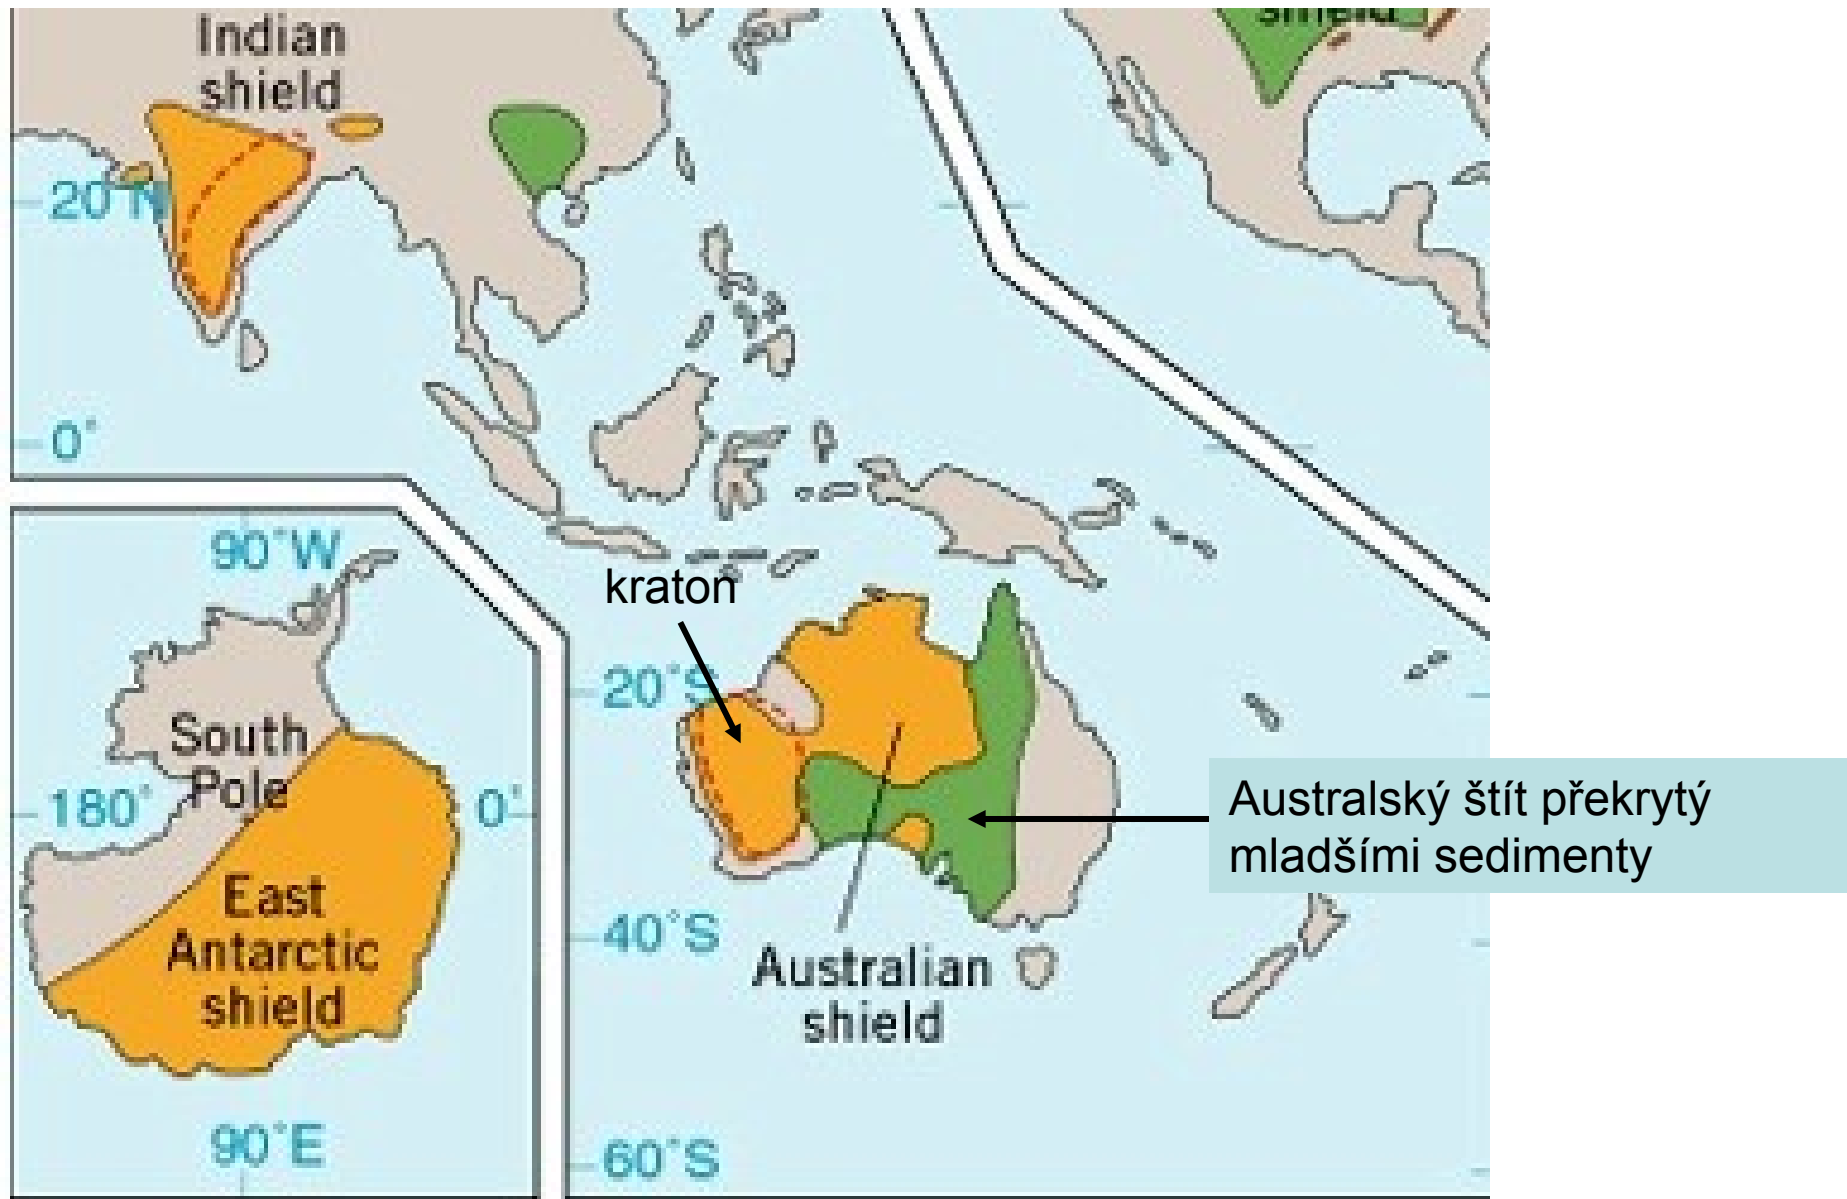 shield
Indian
shield
20°N
0°
90°W
kraton
20°S
South
Pole
180°
0°
Australský štít překrytý
mladšími sedimenty
East
Antarctic
shield
40°S
Australian
shield
90°E
60°S